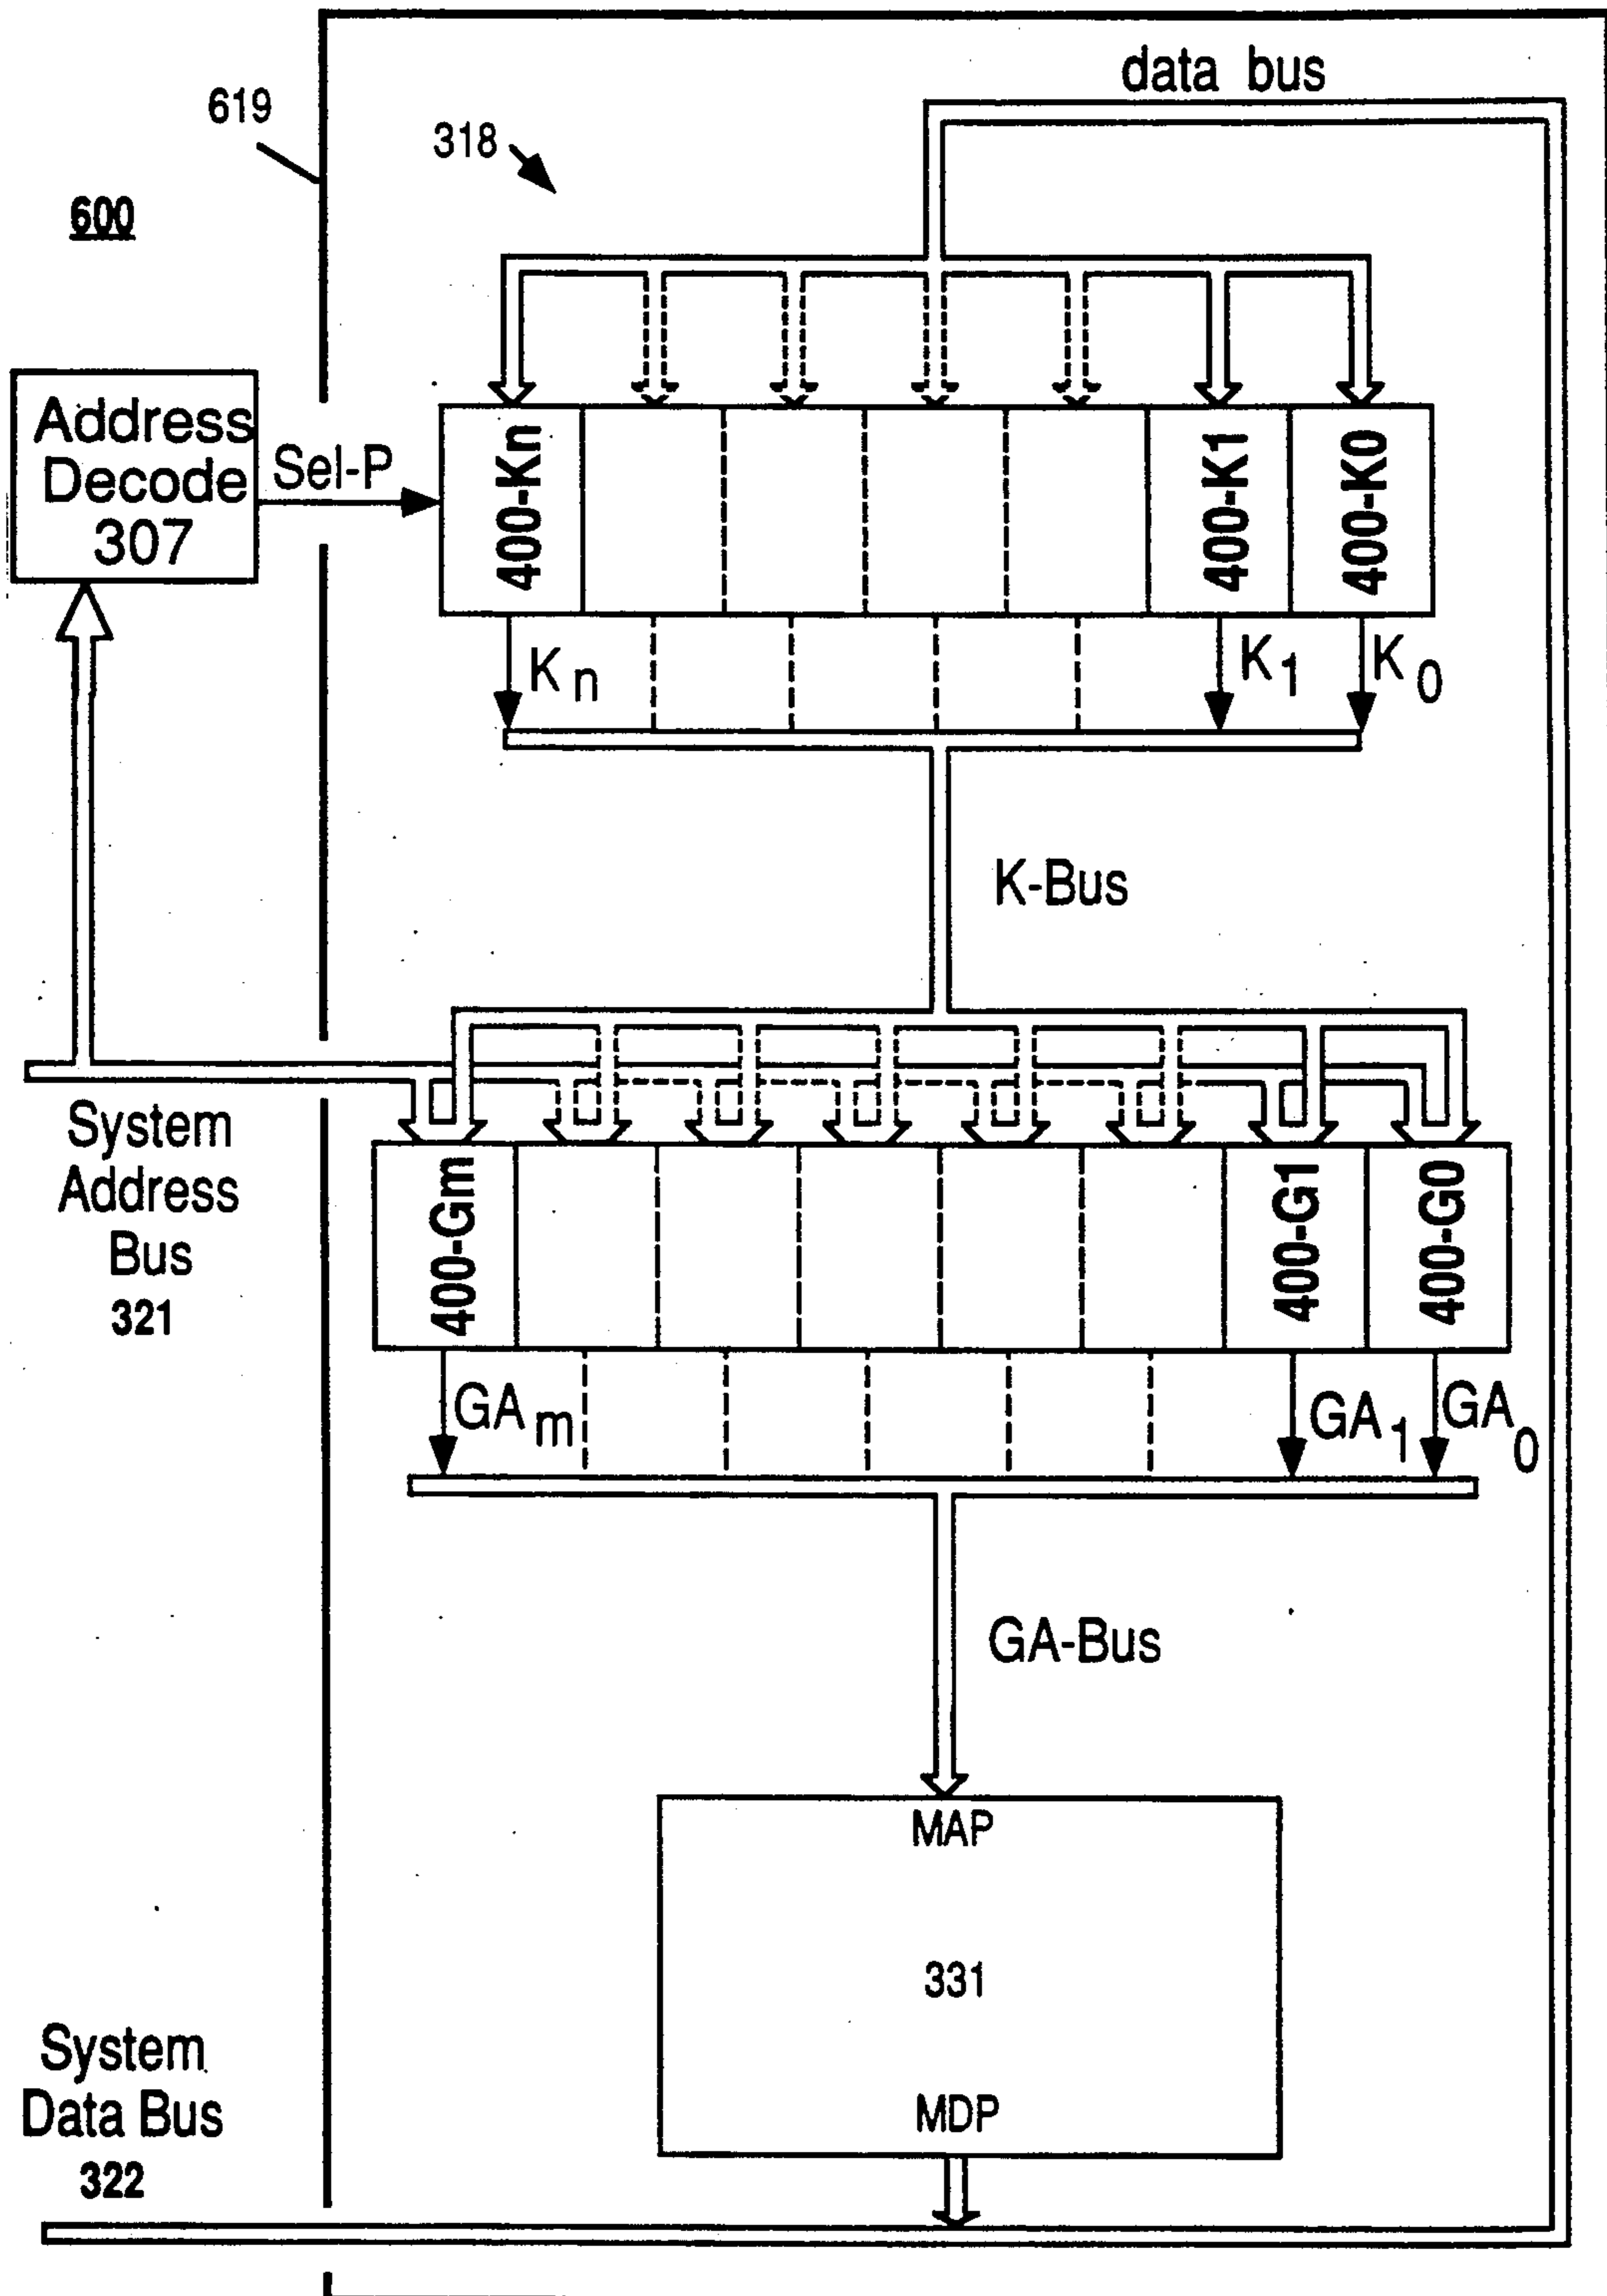 data bus
619
318
600
Address
Decode
307
Sel-P
400-Kn
400-K1
400-K0
Kn
K1
K0
K-Bus
System
Address
Bus
321
400-Gm
400-G1
400-G0
GAm
GA1
GA0
GA-Bus
MAP
331
MDP
System
Data Bus
322